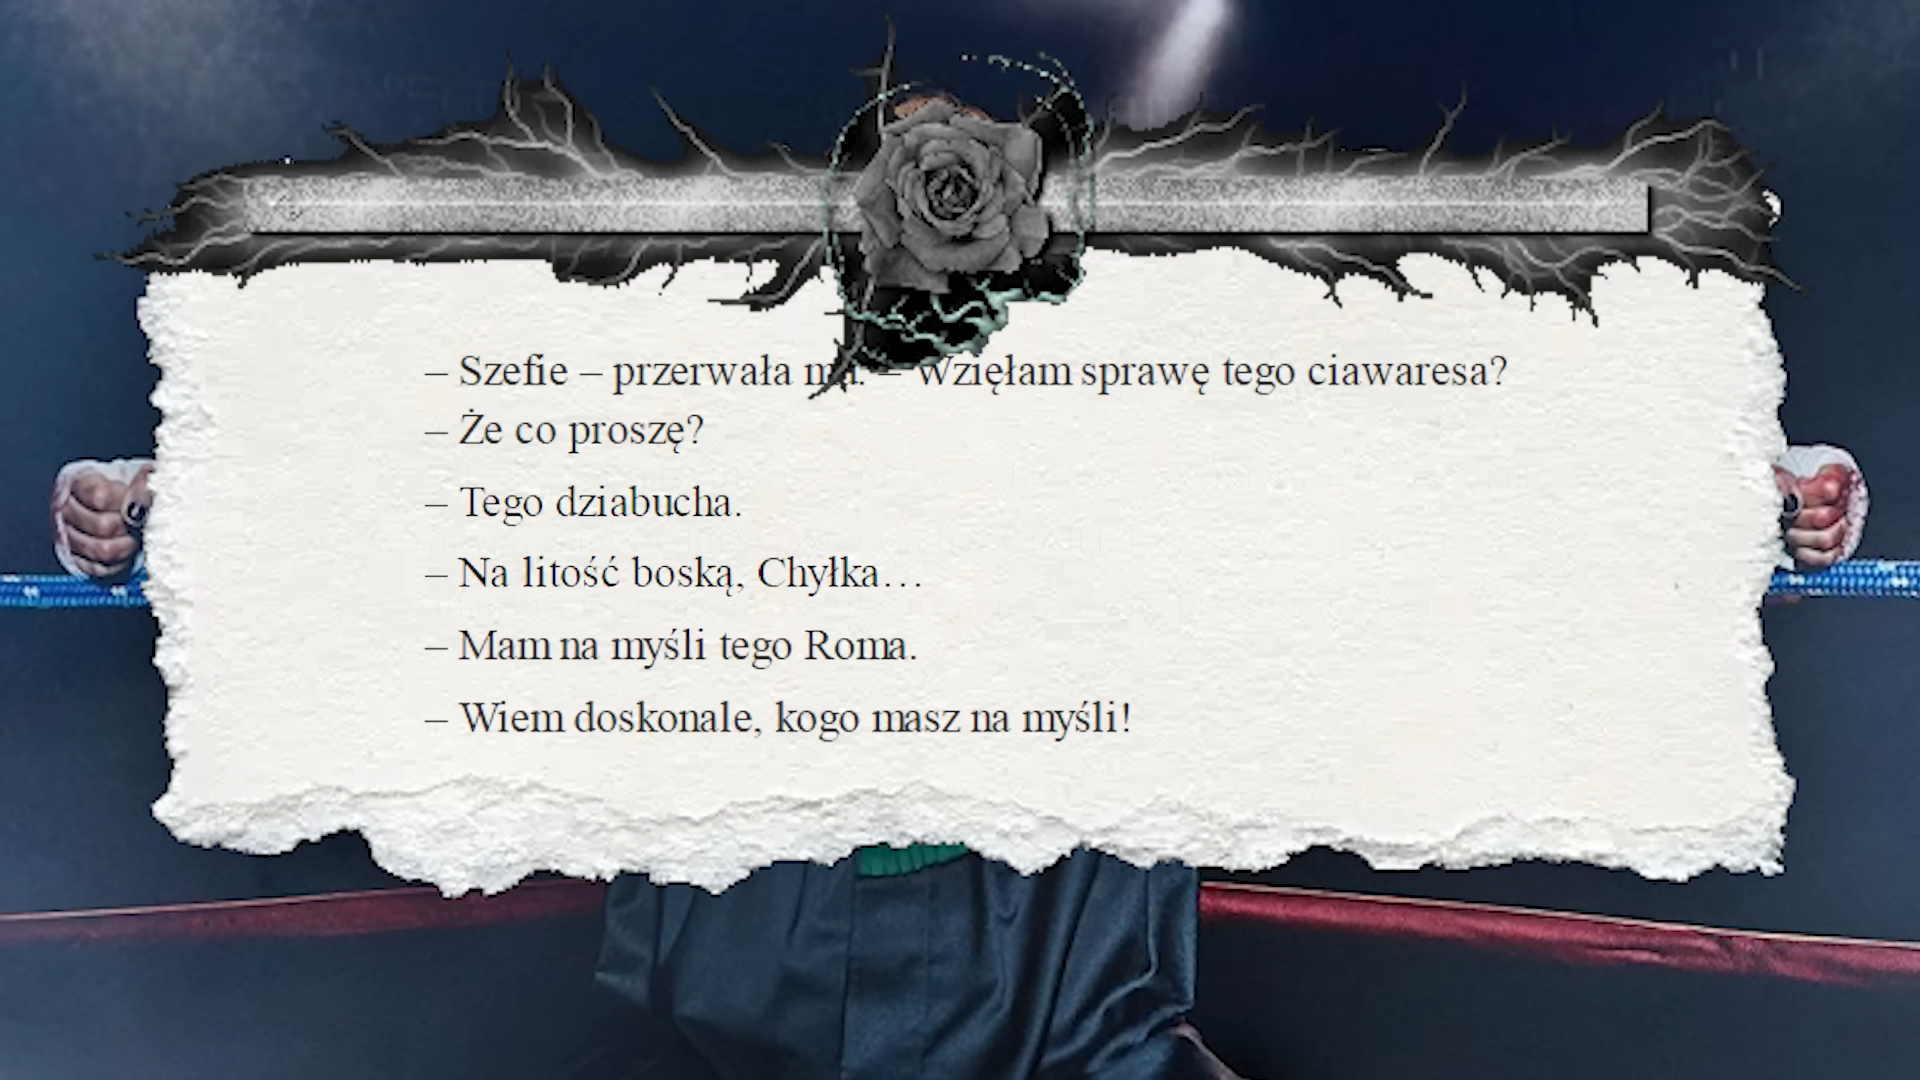 – Szefie – przerwała mu. – Wzięłam sprawę tego ciawaresa?
– Że co proszę?
– Tego dziabucha.
– Na litość boską, Chyłka…
– Mam na myśli tego Roma.
– Wiem doskonale, kogo masz na myśli!